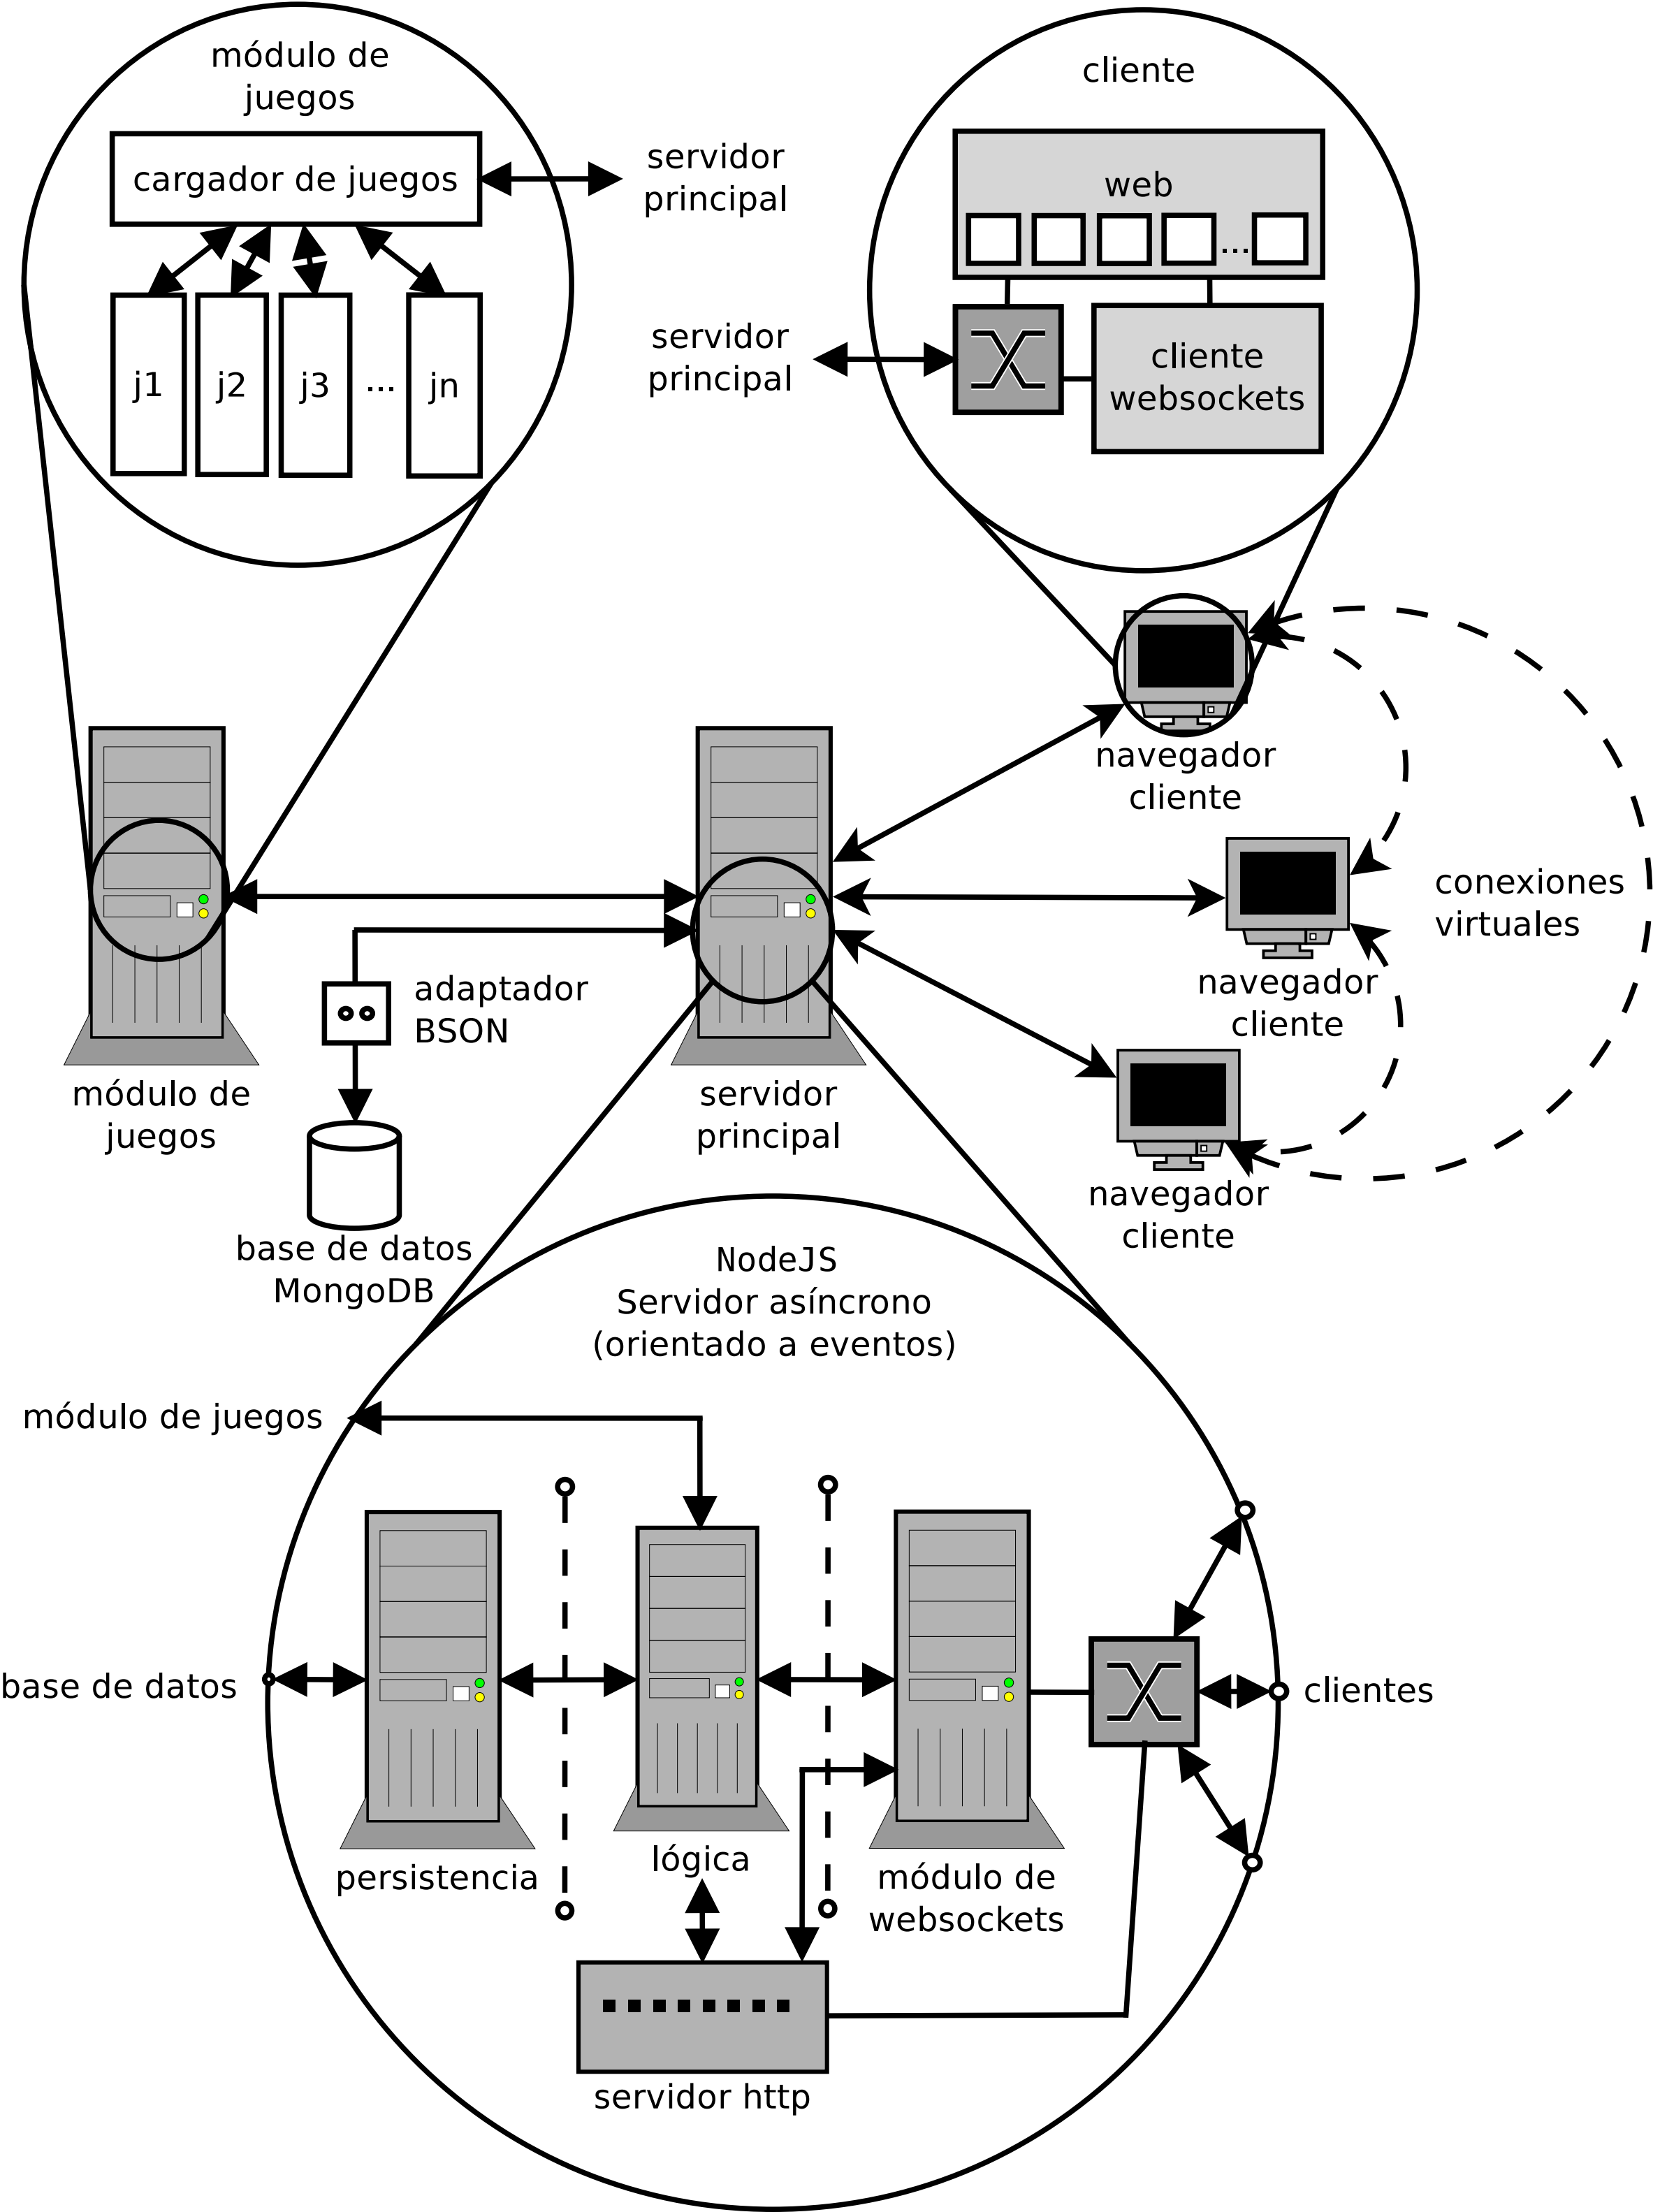 módulo de
juegos
cargador de juegos
j1
j2
j3
...
jn
servidor
principal
cliente
web
...
servidor
principal
cliente
websockets
navegador
cliente
conexiones
virtuales
navegador
cliente
navegador
cliente
módulo de
juegos
adaptador
BSON
base de datos
MongoDB
servidor
principal
NodeJS
Servidor asíncrono
(orientado a eventos)
módulo de juegos
base de datos
clientes
persistencia
lógica
módulo de
websockets
servidor http